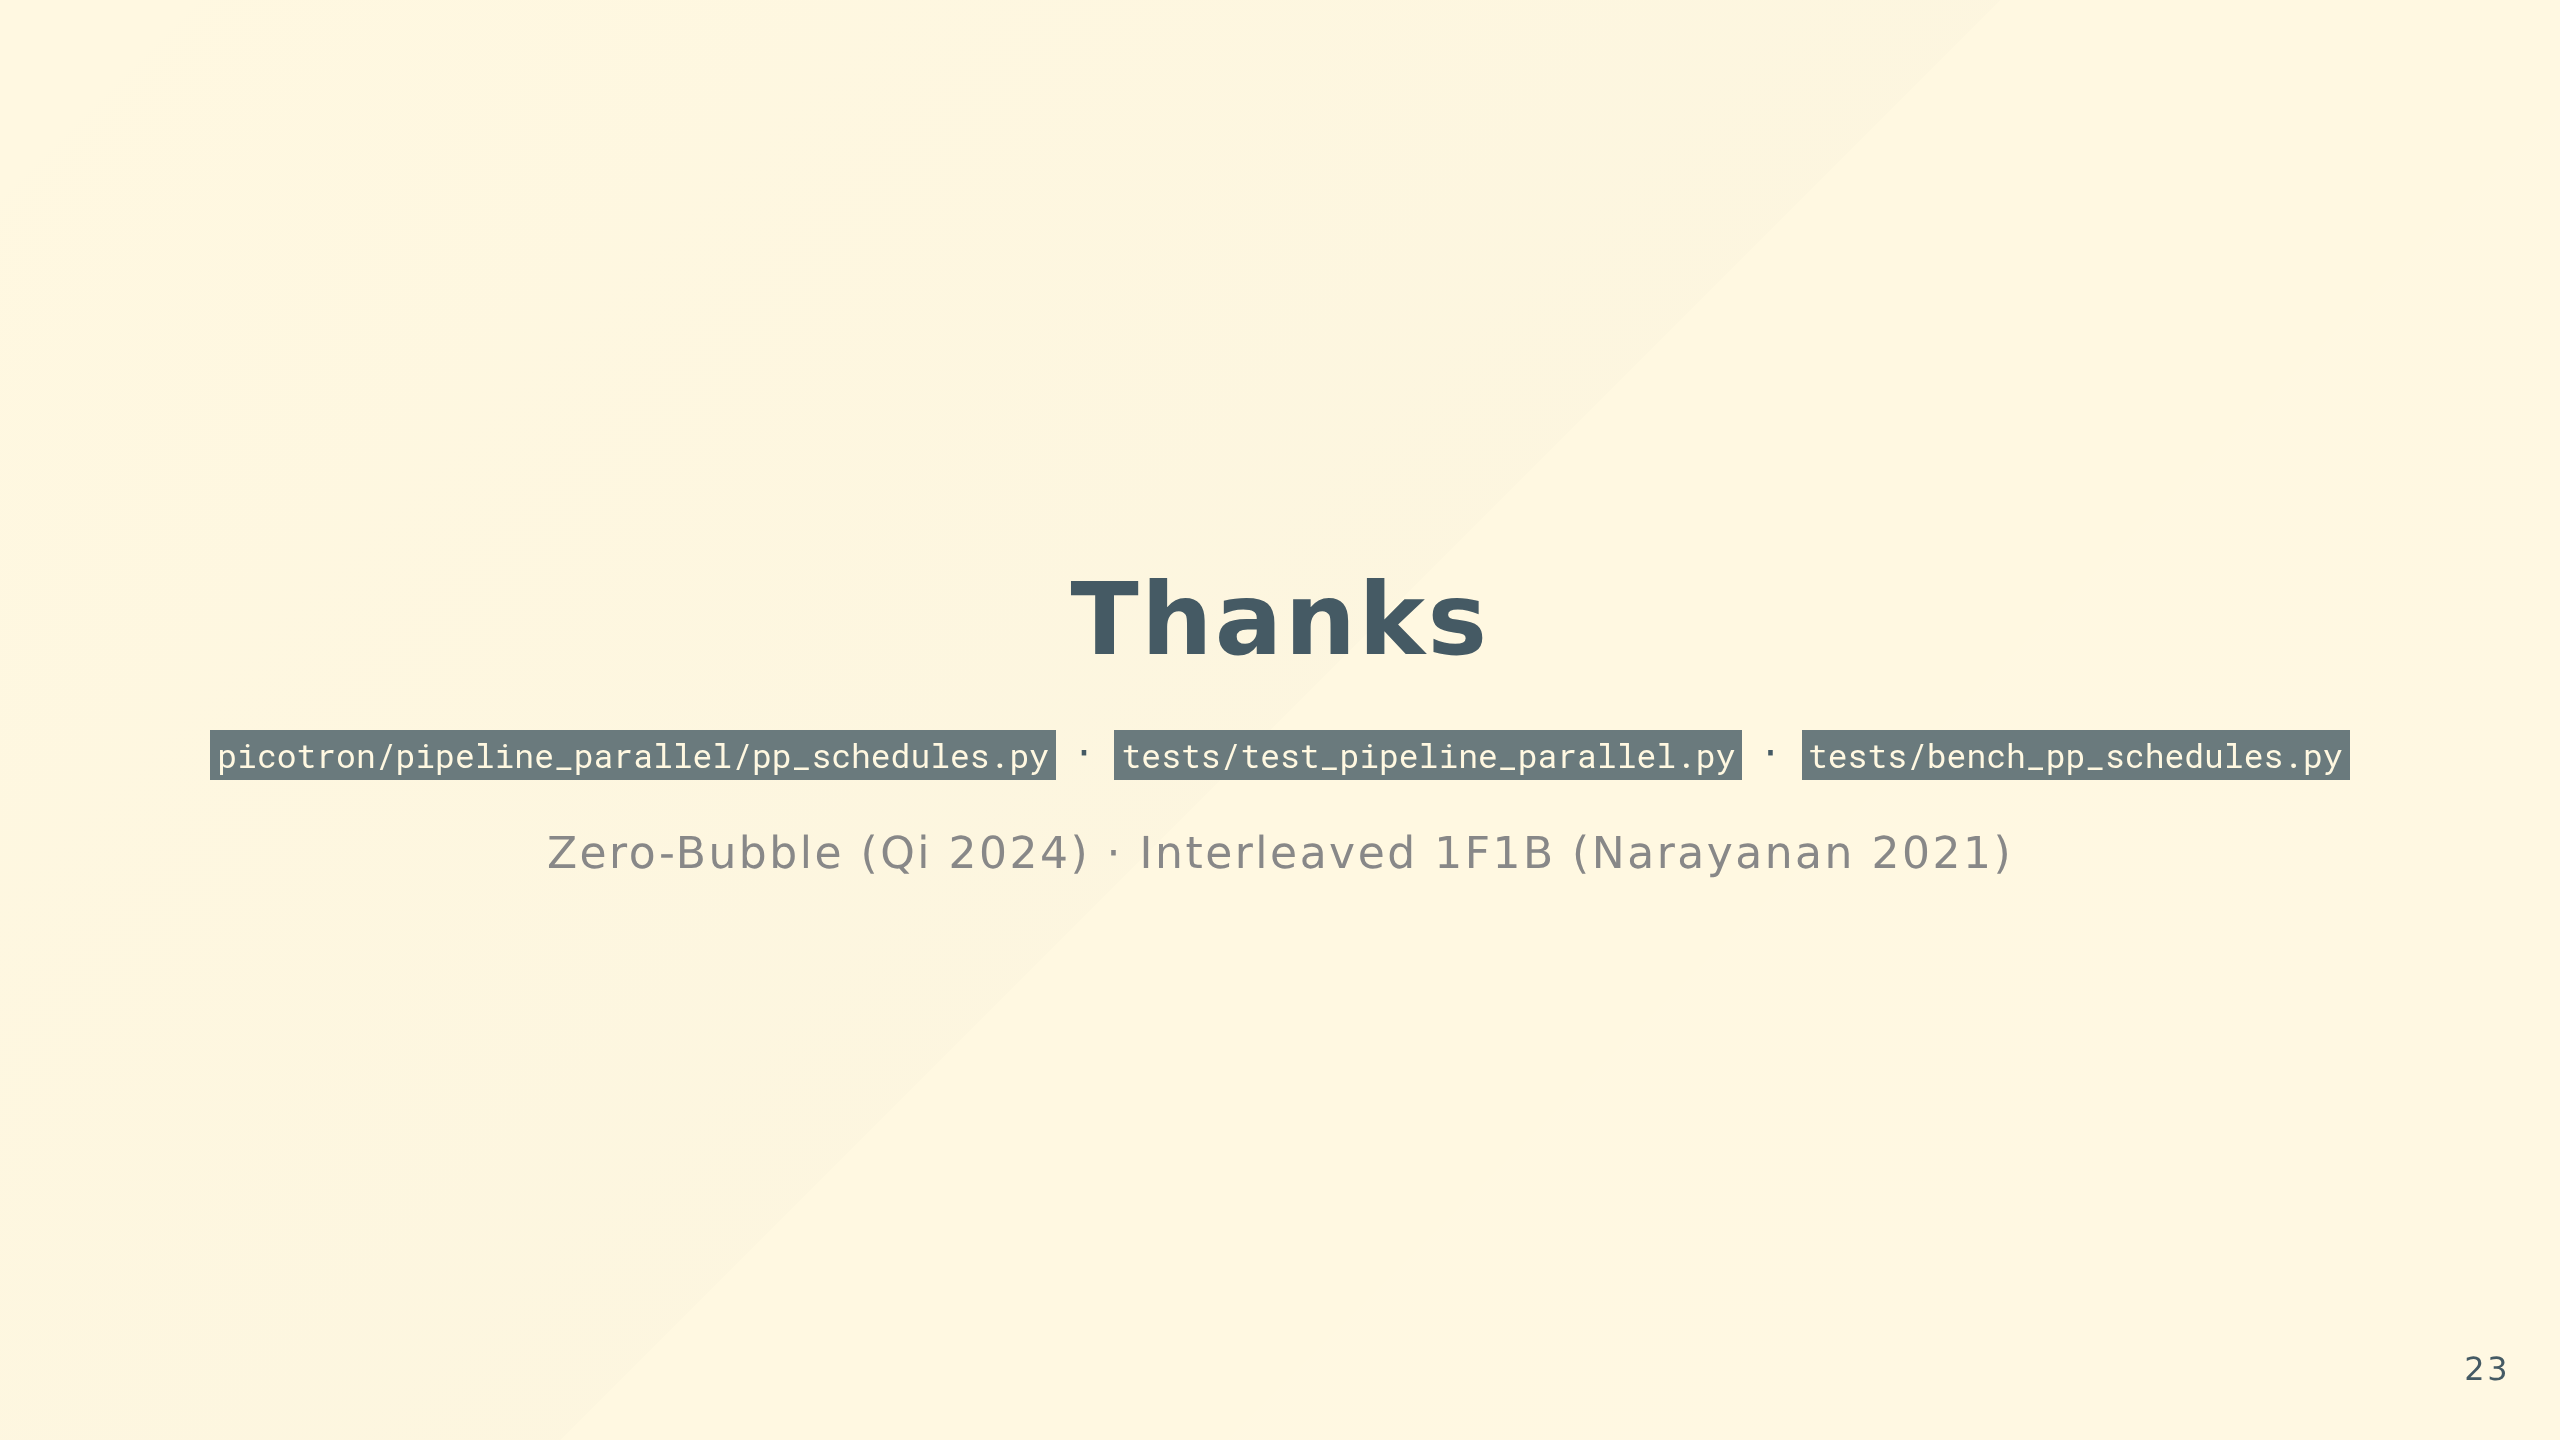 Thanks
picotron/pipeline_parallel/pp_schedules.py · tests/test_pipeline_parallel.py · tests/bench_pp_schedules.py
Zero-Bubble (Qi 2024) · Interleaved 1F1B (Narayanan 2021)
23